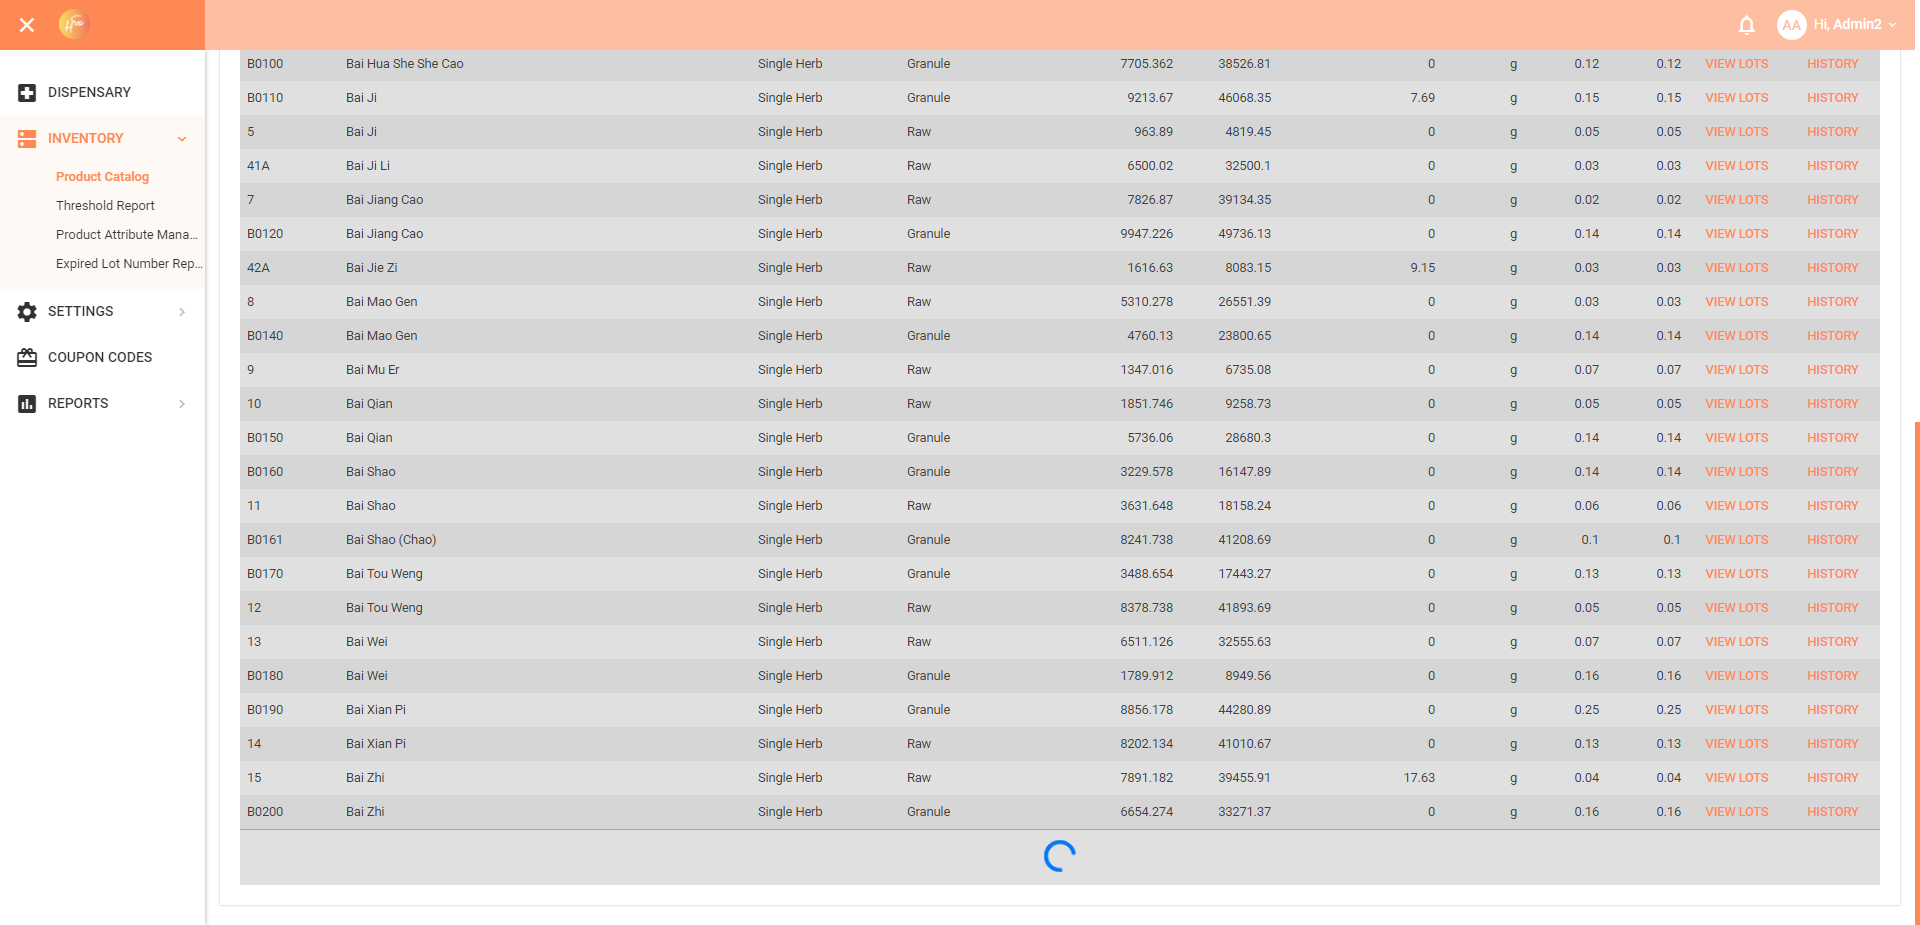 Hi, Admin2
AA
DISPENSARY
INVENTORY
Product Catalog
Threshold Report
Product Attribute Mana...
Expired Lot Number Rep...
SETTINGS
COUPON CODES
REPORTS
B0100 Bai Hua She She Cao Single Herb Granule 7705.362 38526.81 0 g 0.12 0.12 VIEW LOTS HISTORY
B0110 Bai Ji Single Herb Granule 9213.67 46068.35 7.69 g 0.15 0.15 VIEW LOTS HISTORY
5 Bai Ji Single Herb Raw 963.89 4819.45 0 g 0.05 0.05 VIEW LOTS HISTORY
41A Bai Ji Li Single Herb Raw 6500.02 32500.1 0 g 0.03 0.03 VIEW LOTS HISTORY
7 Bai Jiang Cao Single Herb Raw 7826.87 39134.35 0 g 0.02 0.02 VIEW LOTS HISTORY
B0120 Bai Jiang Cao Single Herb Granule 9947.226 49736.13 0 g 0.14 0.14 VIEW LOTS HISTORY
42A Bai Jie Zi Single Herb Raw 1616.63 8083.15 9.15 g 0.03 0.03 VIEW LOTS HISTORY
8 Bai Mao Gen Single Herb Raw 5310.278 26551.39 0 g 0.03 0.03 VIEW LOTS HISTORY
B0140 Bai Mao Gen Single Herb Granule 4760.13 23800.65 0 g 0.14 0.14 VIEW LOTS HISTORY
9 Bai Mu Er Single Herb Raw 1347.016 6735.08 0 g 0.07 0.07 VIEW LOTS HISTORY
10 Bai Qian Single Herb Raw 1851.746 9258.73 0 g 0.05 0.05 VIEW LOTS HISTORY
B0150 Bai Qian Single Herb Granule 5736.06 28680.3 0 g 0.14 0.14 VIEW LOTS HISTORY
B0160 Bai Shao Single Herb Granule 3229.578 16147.89 0 g 0.14 0.14 VIEW LOTS HISTORY
11 Bai Shao Single Herb Raw 3631.648 18158.24 0 g 0.06 0.06 VIEW LOTS HISTORY
B0161 Bai Shao (Chao) Single Herb Granule 8241.738 41208.69 0 g 0.1 0.1 VIEW LOTS HISTORY
B0170 Bai Tou Weng Single Herb Granule 3488.654 17443.27 0 g 0.13 0.13 VIEW LOTS HISTORY
12 Bai Tou Weng Single Herb Raw 8378.738 41893.69 0 g 0.05 0.05 VIEW LOTS HISTORY
13 Bai Wei Single Herb Raw 6511.126 32555.63 0 g 0.07 0.07 VIEW LOTS HISTORY
B0180 Bai Wei Single Herb Granule 1789.912 8949.56 0 g 0.16 0.16 VIEW LOTS HISTORY
B0190 Bai Xian Pi Single Herb Granule 8856.178 44280.89 0 g 0.25 0.25 VIEW LOTS HISTORY
14 Bai Xian Pi Single Herb Raw 8202.134 41010.67 0 g 0.13 0.13 VIEW LOTS HISTORY
15 Bai Zhi Single Herb Raw 7891.182 39455.91 17.63 g 0.04 0.04 VIEW LOTS HISTORY
B0200 Bai Zhi Single Herb Granule 6654.274 33271.37 0 g 0.16 0.16 VIEW LOTS HISTORY